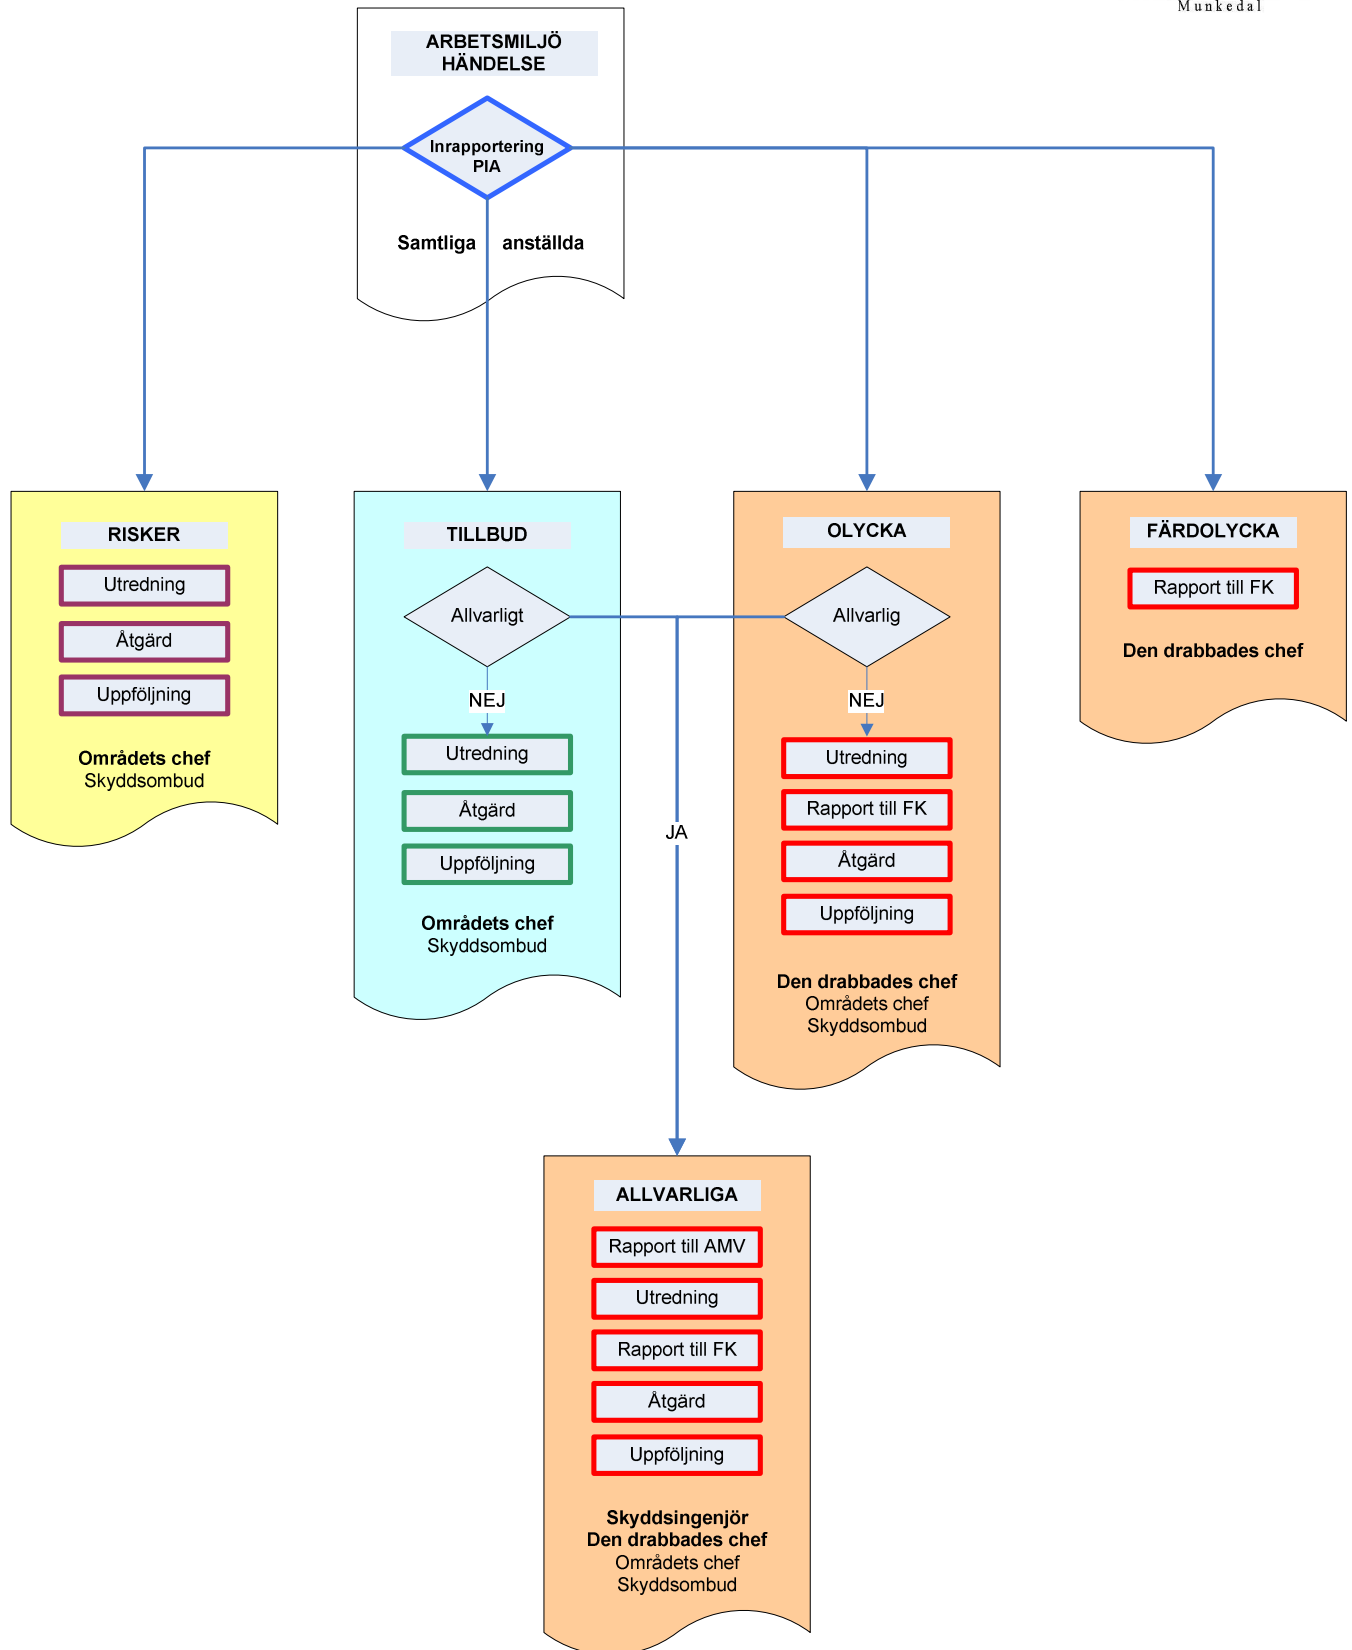 Munkedal
ARBETSMILJÖ
HÄNDELSE
Inrapportering
PIA
Samtliga anställda
RISKER
Utredning
Åtgärd
Uppföljning
Områdets chef
Skyddsombud
TILLBUD
Allvarligt
NEJ
Utredning
Åtgärd
Uppföljning
Områdets chef
Skyddsombud
JA
OLYCKA
Allvarlig
NEJ
Utredning
Rapport till FK
Åtgärd
Uppföljning
Den drabbades chef
Områdets chef
Skyddsombud
FÄRDOLYCKA
Rapport till FK
Den drabbades chef
ALLVARLIGA
Rapport till AMV
Utredning
Rapport till FK
Åtgärd
Uppföljning
Skyddsingenjör
Den drabbades chef
Områdets chef
Skyddsombud